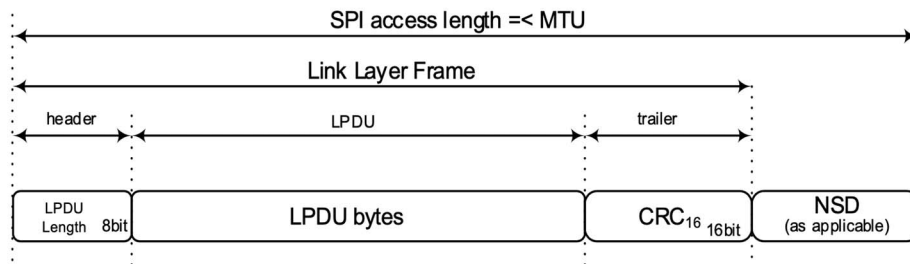 SPI access length =< MTU
Link Layer Frame
header
LPDU
trailer
LPDU
Length 8bit
LPDU bytes
CRC16 16bit
NSD
(as applicable)